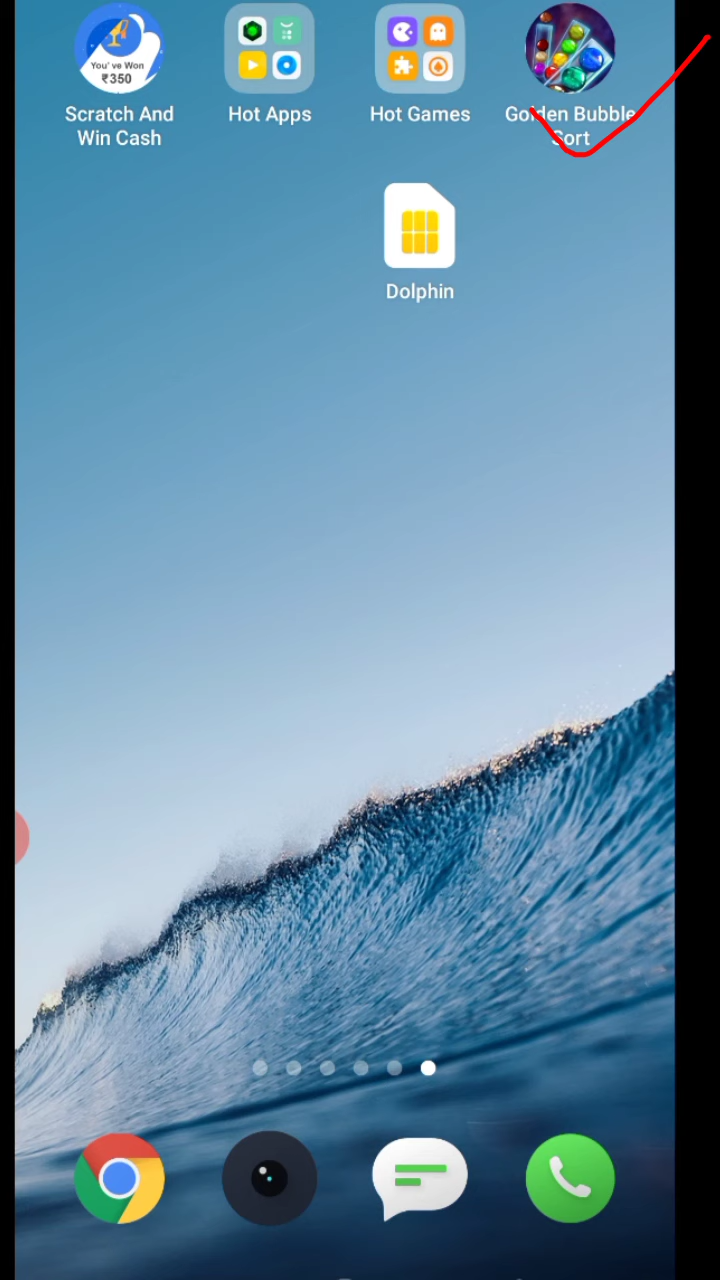 You' ve Won
₹350
Scratch And
Win Cash
Hot Apps
Hot Games
Golden Bubble
Sort
Dolphin